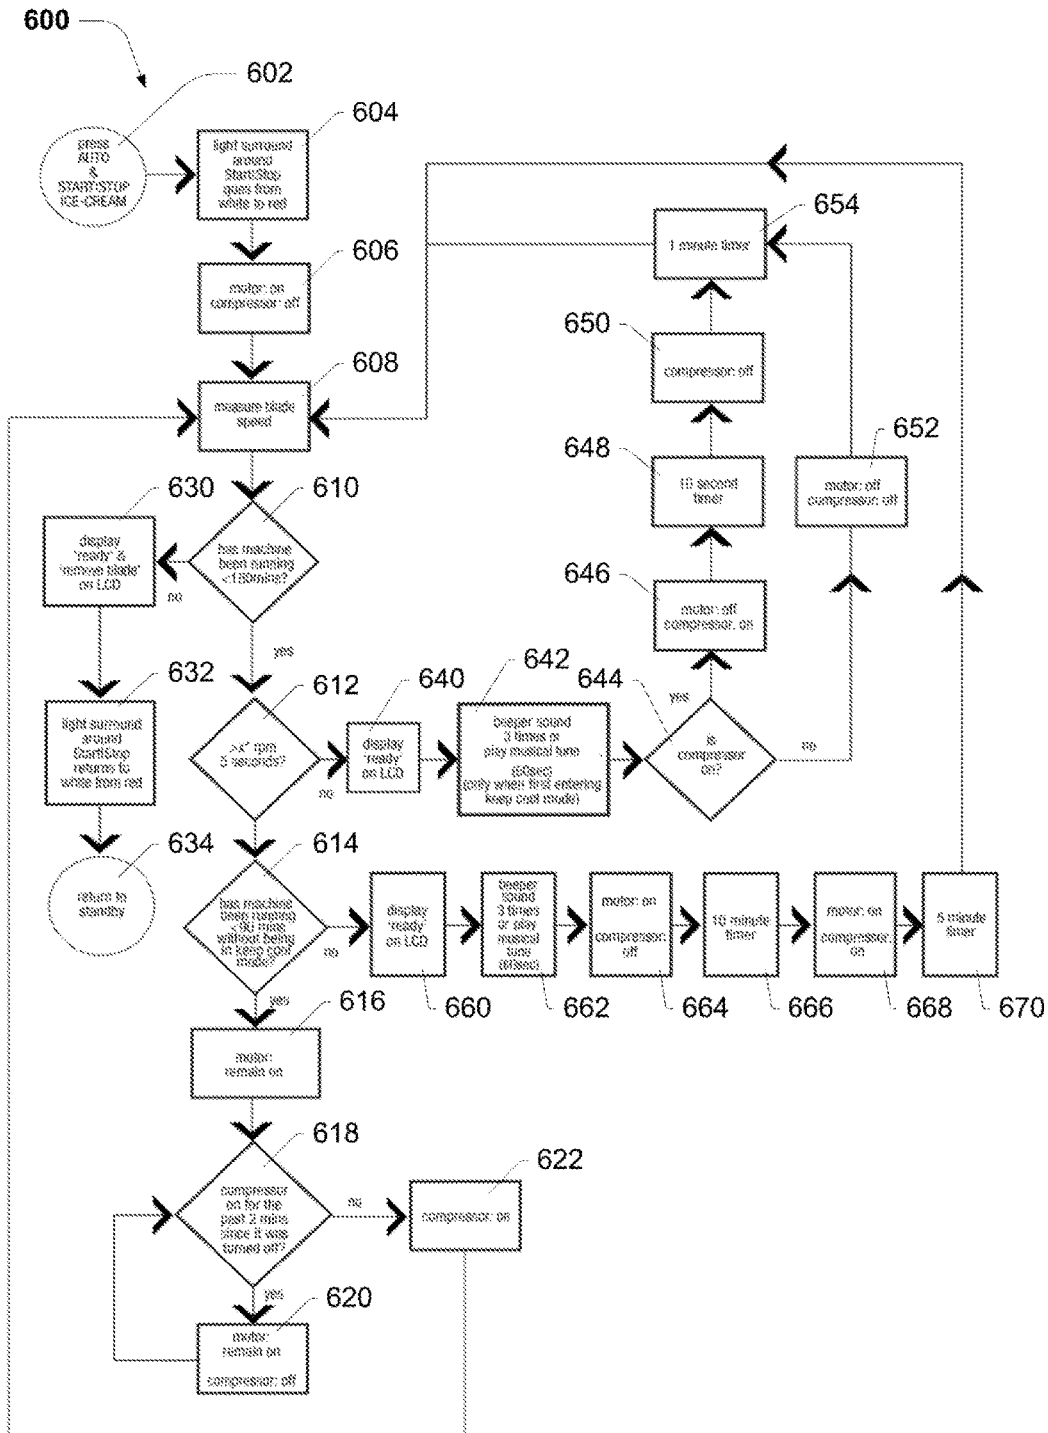 600
602
press
AUTO
&
START:STOP
ICE-CREAM
604
light surround
around
Start:Stop
goes from
white to red
606
motor: on
compressor: off
608
measure blade
speed
610
has machine
been running
<180mins?
no
yes
630
display
'ready' &
'remove blade'
on LCD
632
light surround
around
Start&Stop
returns to
white from red
634
return to
standby
612
>x* rpm
5 seconds?
no
640
display
'ready'
on LCD
642
beeper sound
3 times or
play musical tune
(60sec)
(only when first entering
keep cool mode)
644
is
compressor
on?
yes
no
646
motor: off
compressor: on
648
10 second
timer
650
compressor: off
652
motor: off
compressor: off
654
1 minute timer
614
has machine
been running
<90 mins
without being
in keep cool
mode?
no
yes
660
display
'ready'
on LCD
662
beeper
sound
3 times
or play
musical
tune
(60sec)
664
motor: on
compressor:
off
666
10 minute
timer
668
motor: on
compressor:
on
670
5 minute
timer
616
motor:
remain on
618
compressor
on for the
past 2 mins
since it was
turned off?
no
yes
622
compressor: on
620
motor:
remain on
compressor: off